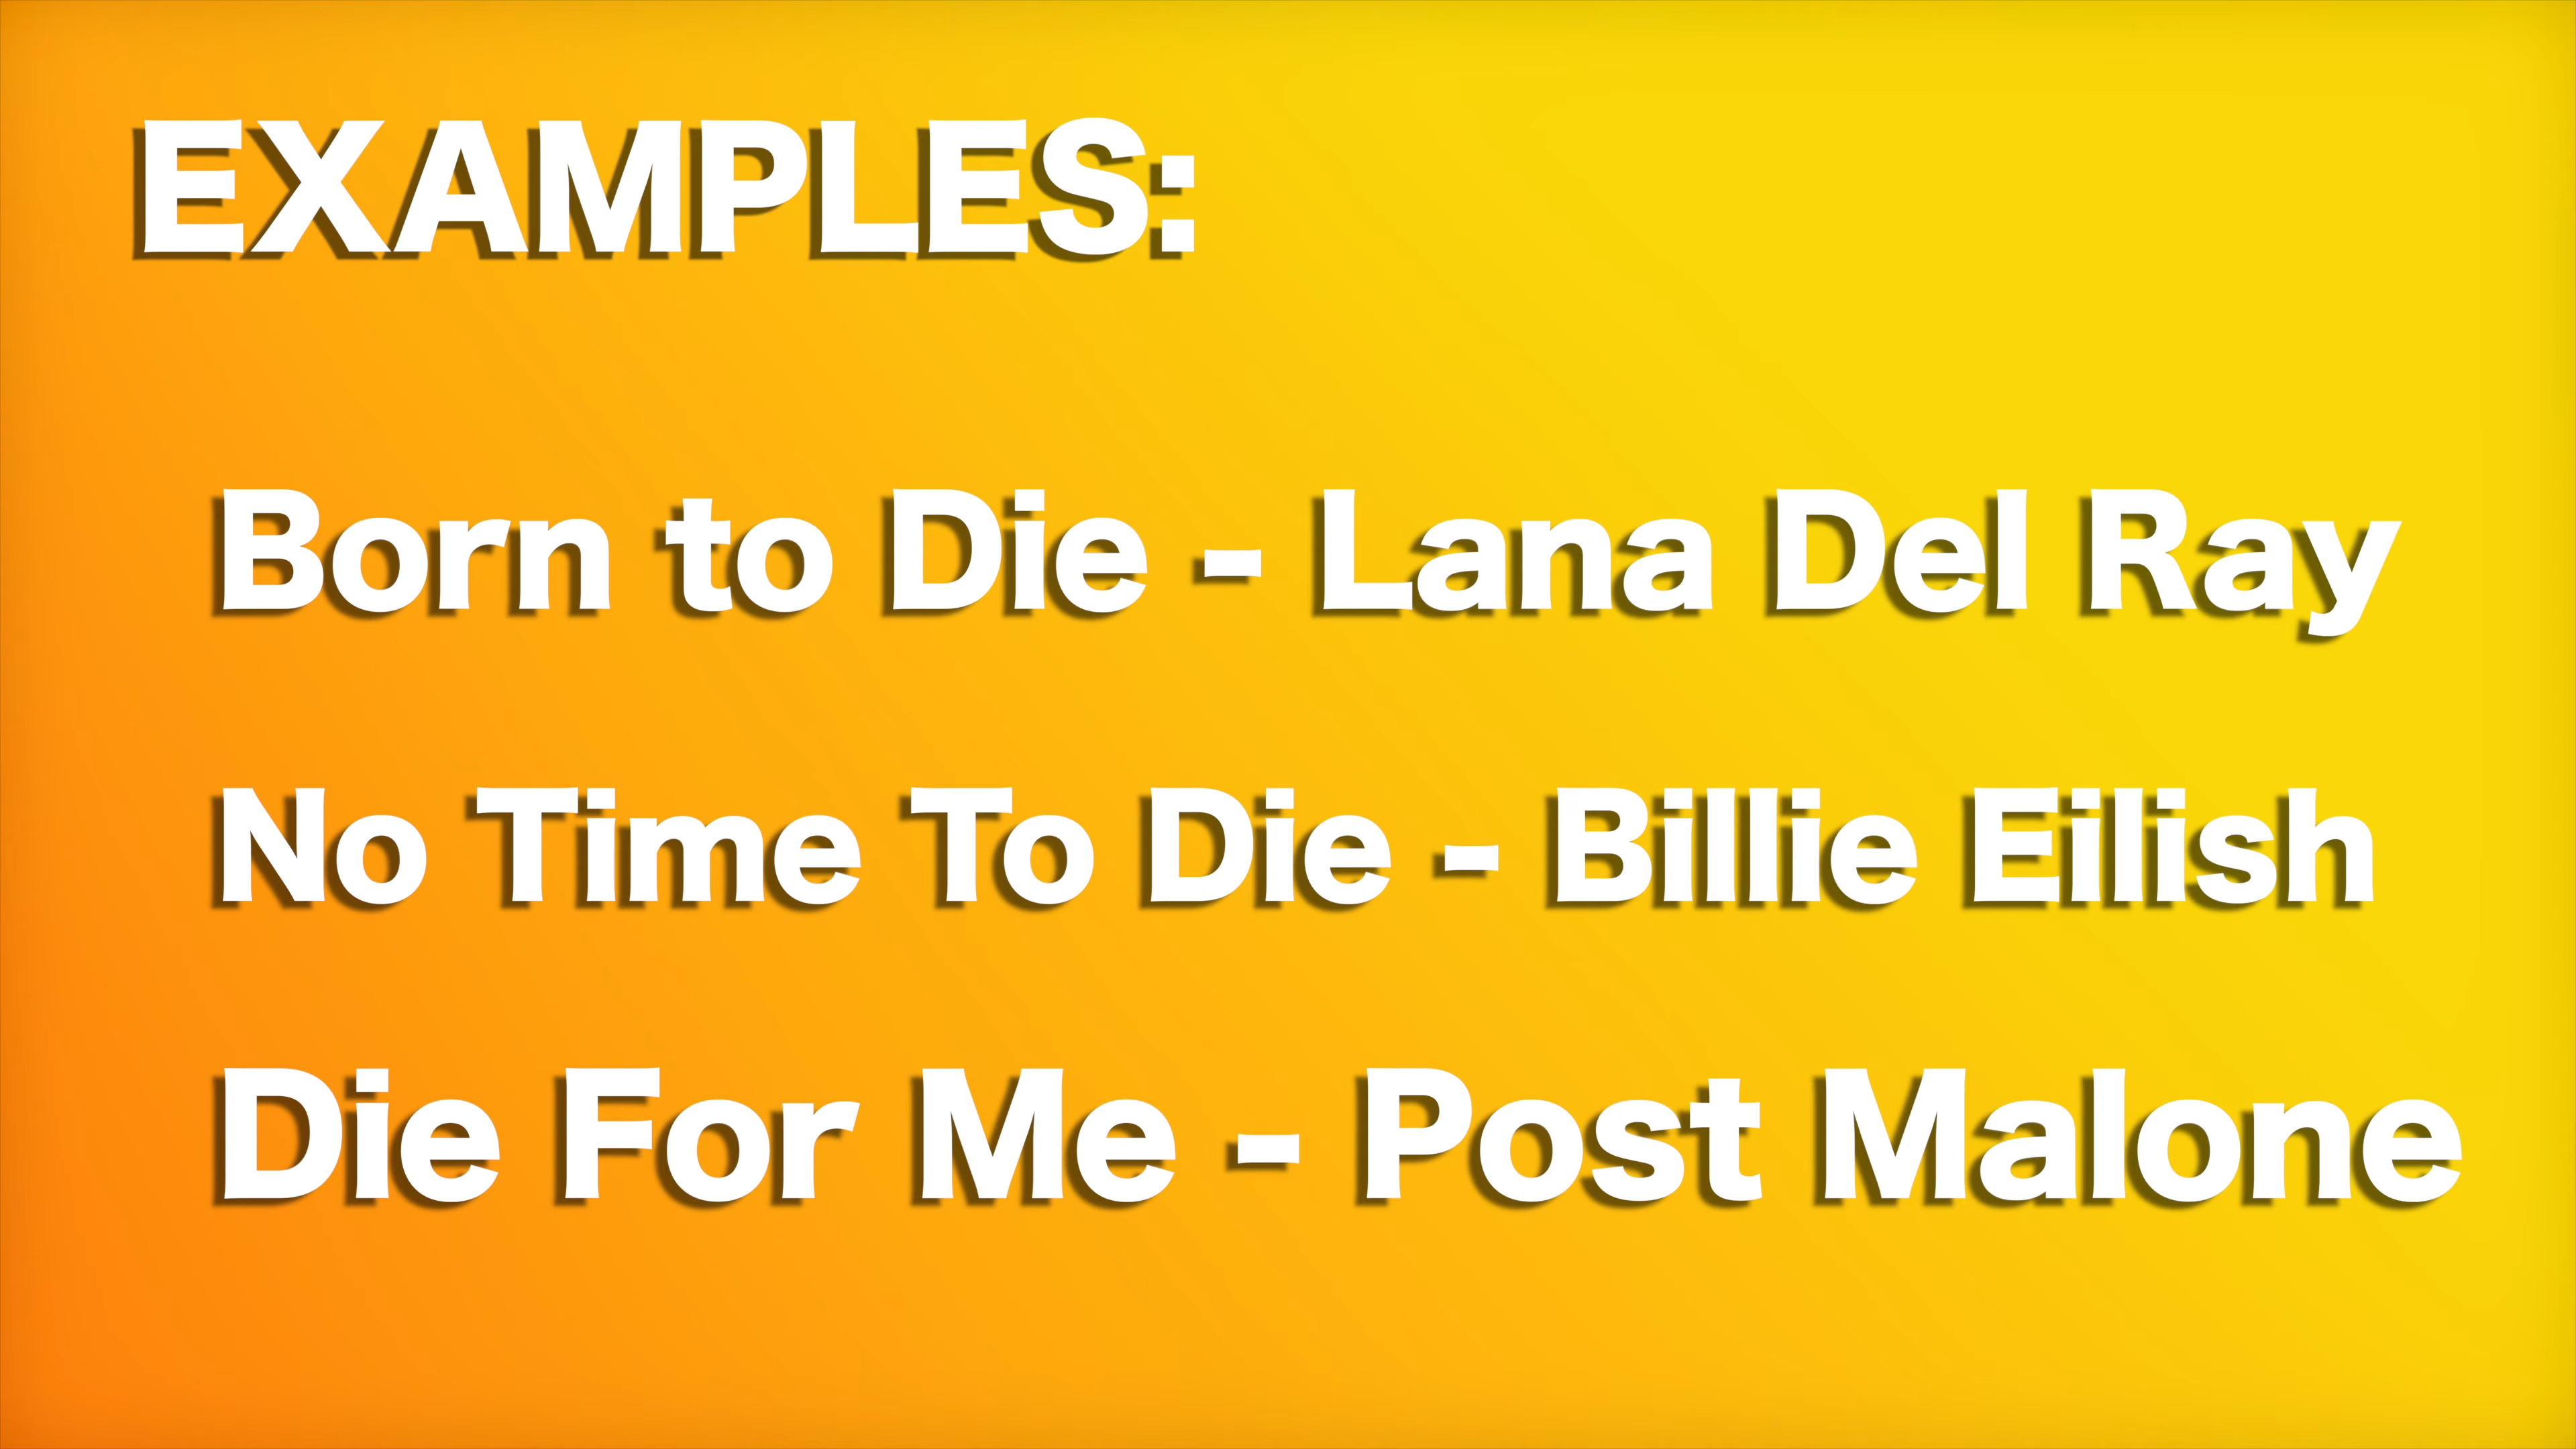 EXAMPLES:
Born to Die - Lana Del Ray
No Time To Die - Billie Eilish
Die For Me - Post Malone